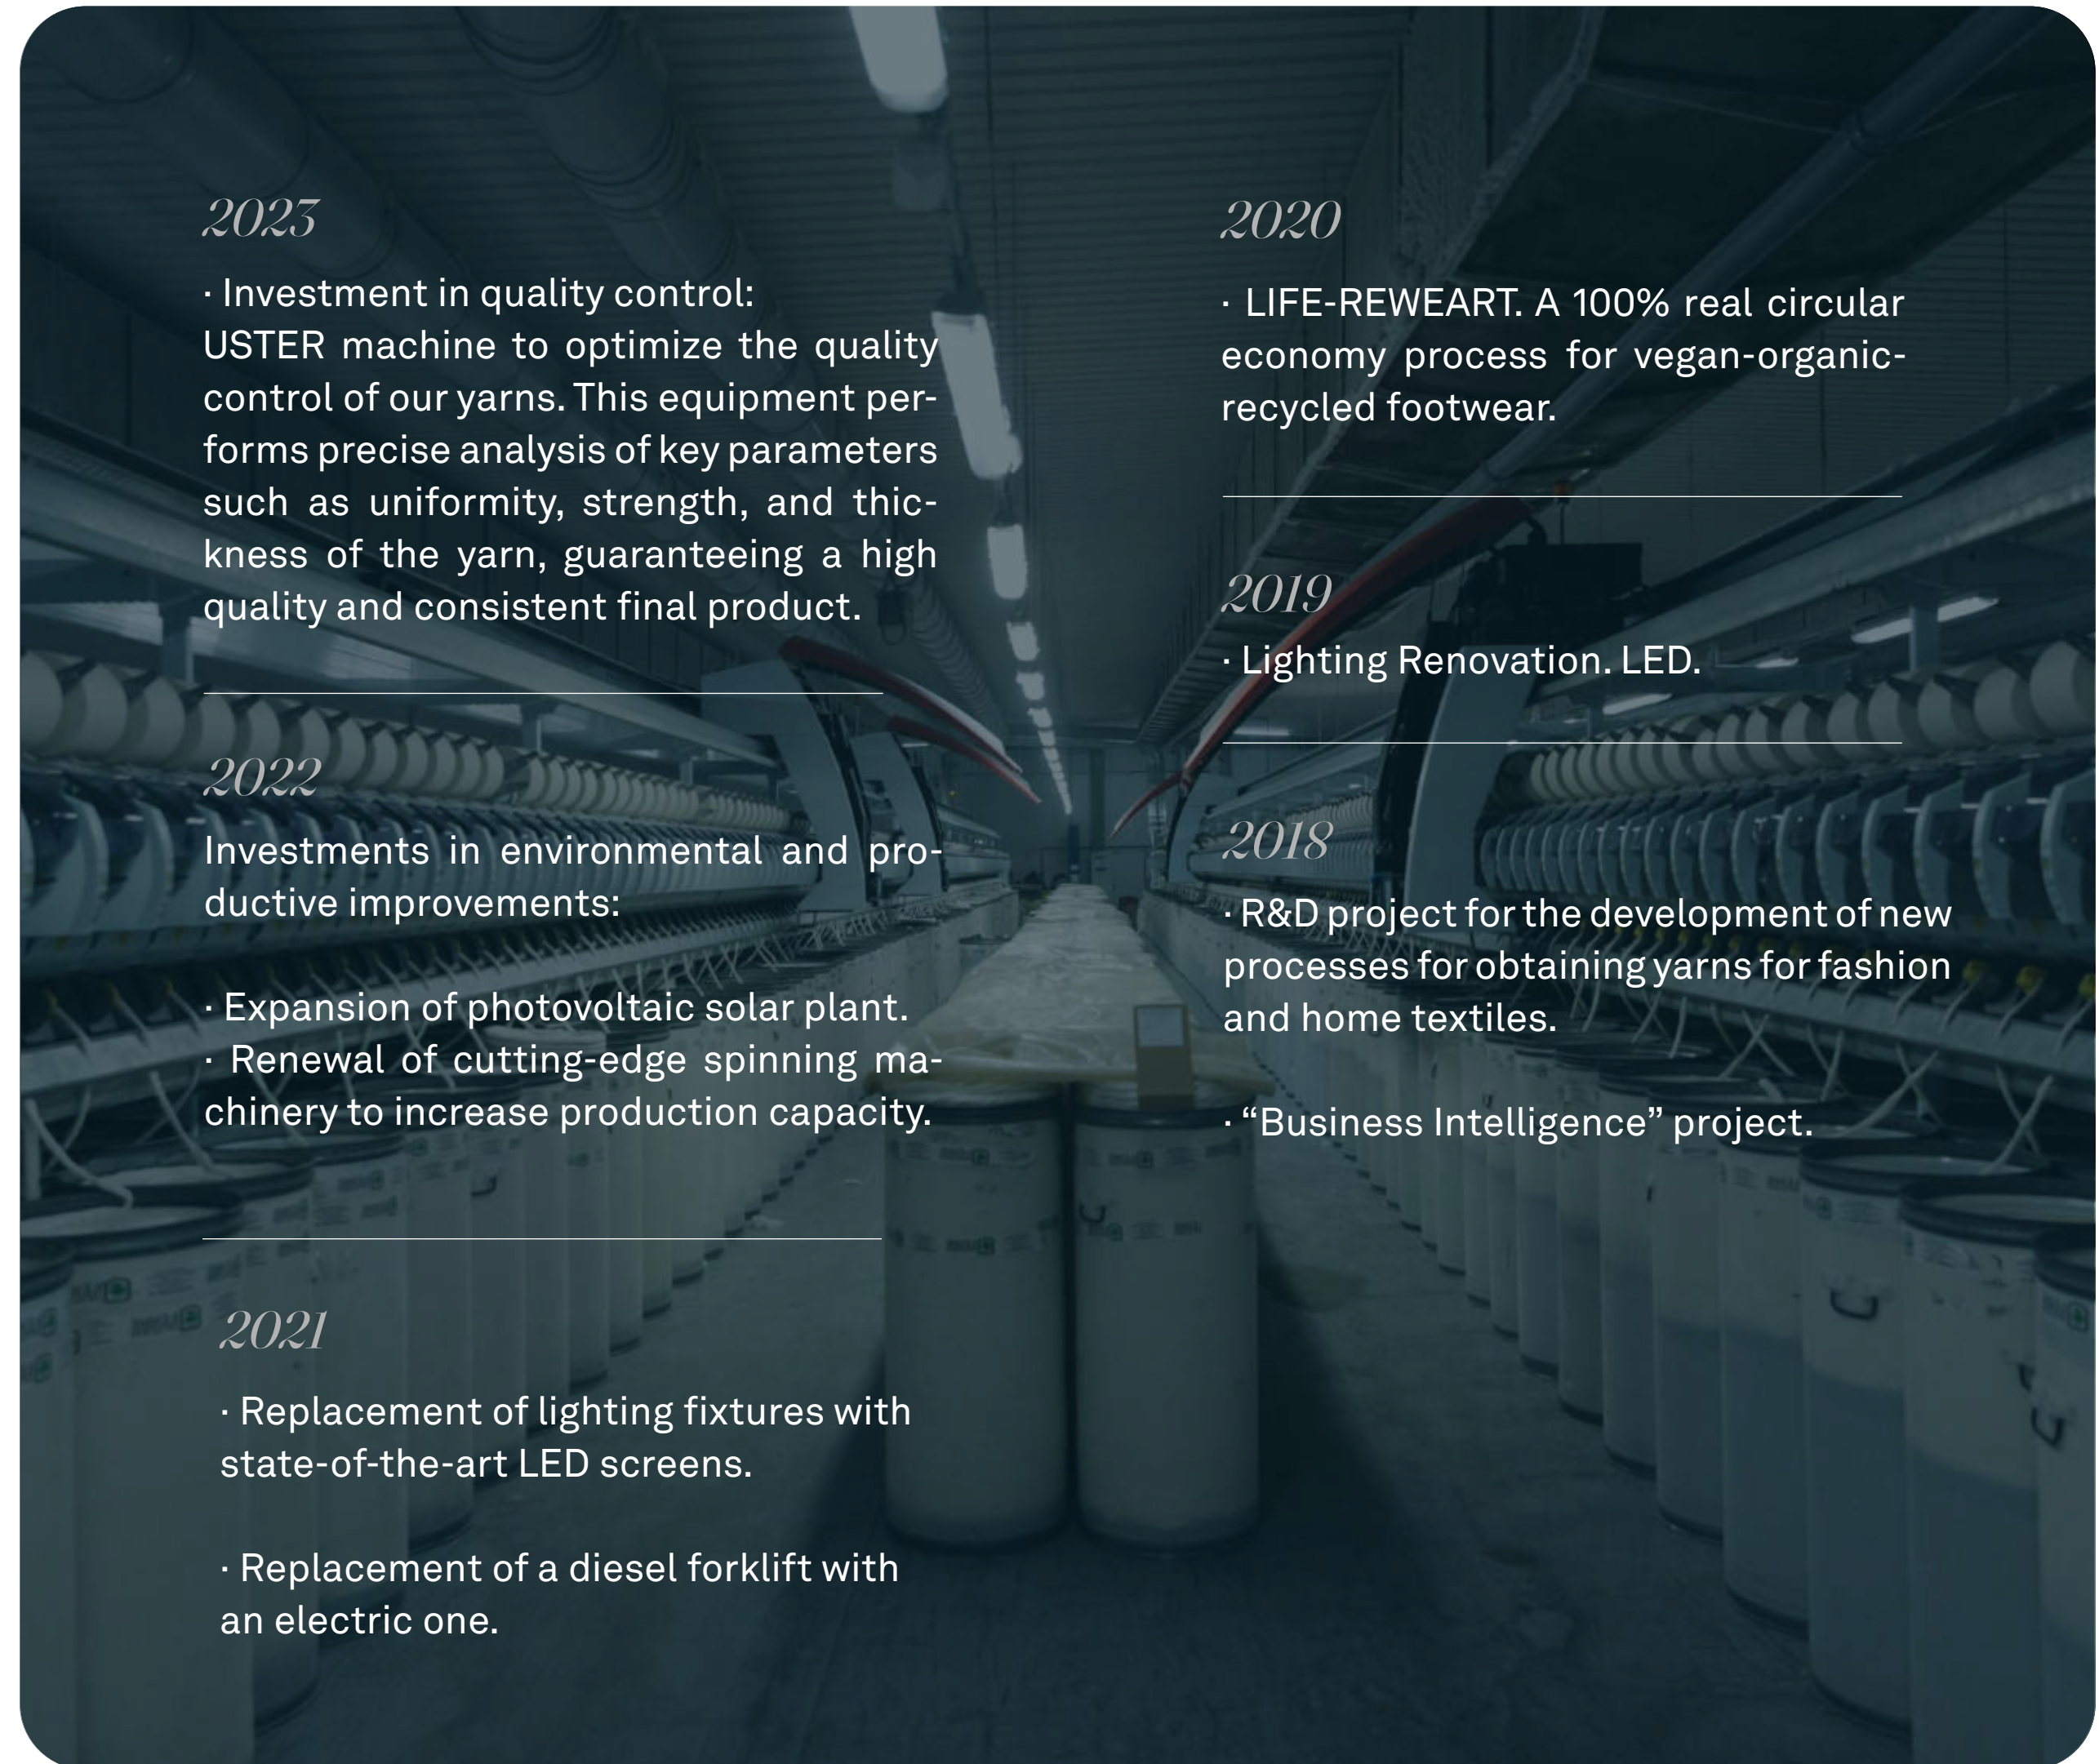 2023
· Investment in quality control:
USTER machine to optimize the quality
control of our yarns. This equipment per-
forms precise analysis of key parameters
such as uniformity, strength, and thic-
kness of the yarn, guaranteeing a high
quality and consistent final product.
2022
Investments in environmental and pro-
ductive improvements:
· Expansion of photovoltaic solar plant.
· Renewal of cutting-edge spinning ma-
chinery to increase production capacity.
2021
· Replacement of lighting fixtures with
state-of-the-art LED screens.
· Replacement of a diesel forklift with
an electric one.
2020
· LIFE-REWEART. A 100% real circular
economy process for vegan-organic-
recycled footwear.
2019
· Lighting Renovation. LED.
2018
· R&D project for the development of new
processes for obtaining yarns for fashion
and home textiles.
· “Business Intelligence” project.